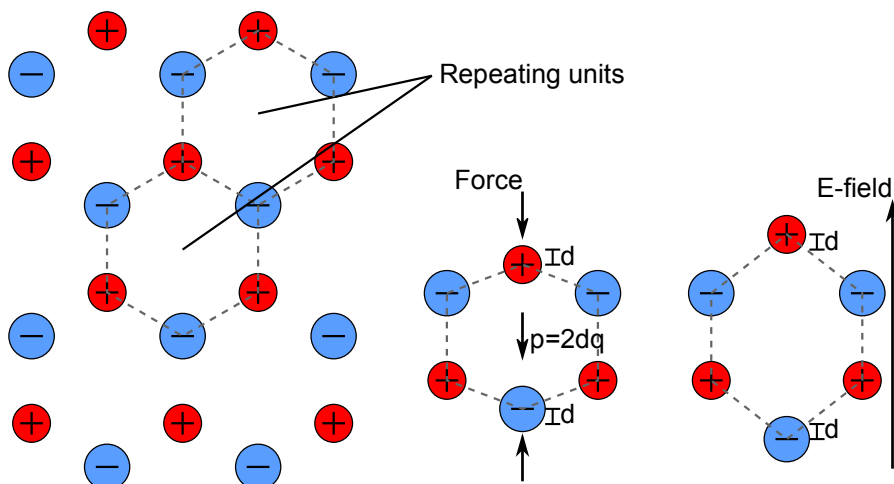 Repeating units
Force
E-field
d
d
p=2dq
d
d